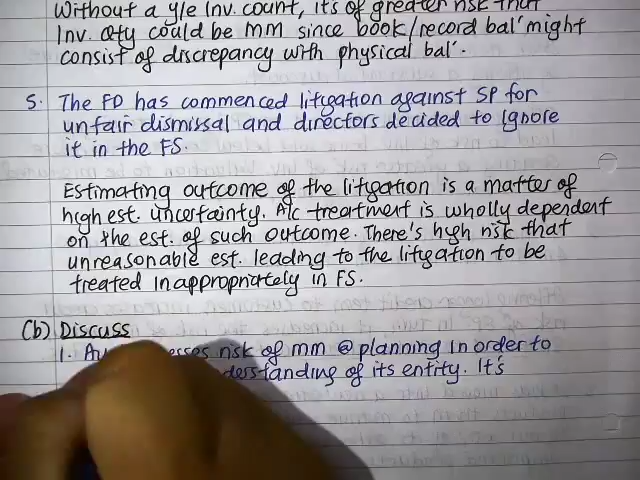 Without a y/e Inv. count, it's of greater risk that
Inv. Qty could be MM since book/record bal' might
consist of discrepancy with physical bal'.
5. The FD has commenced litigation against SP for
unfair dismissal and directors decided to ignore
it in the FS.
Estimating outcome of the litigation is a matter of
high est. uncertainty. A/c treatment is wholly dependent
on the est. of such outcome. There's high risk that
unreasonable est. leading to the litigation to be
treated inappropriately in FS.
(b) Discuss
1. risk of mm @ planning in order to
of its entity. It's